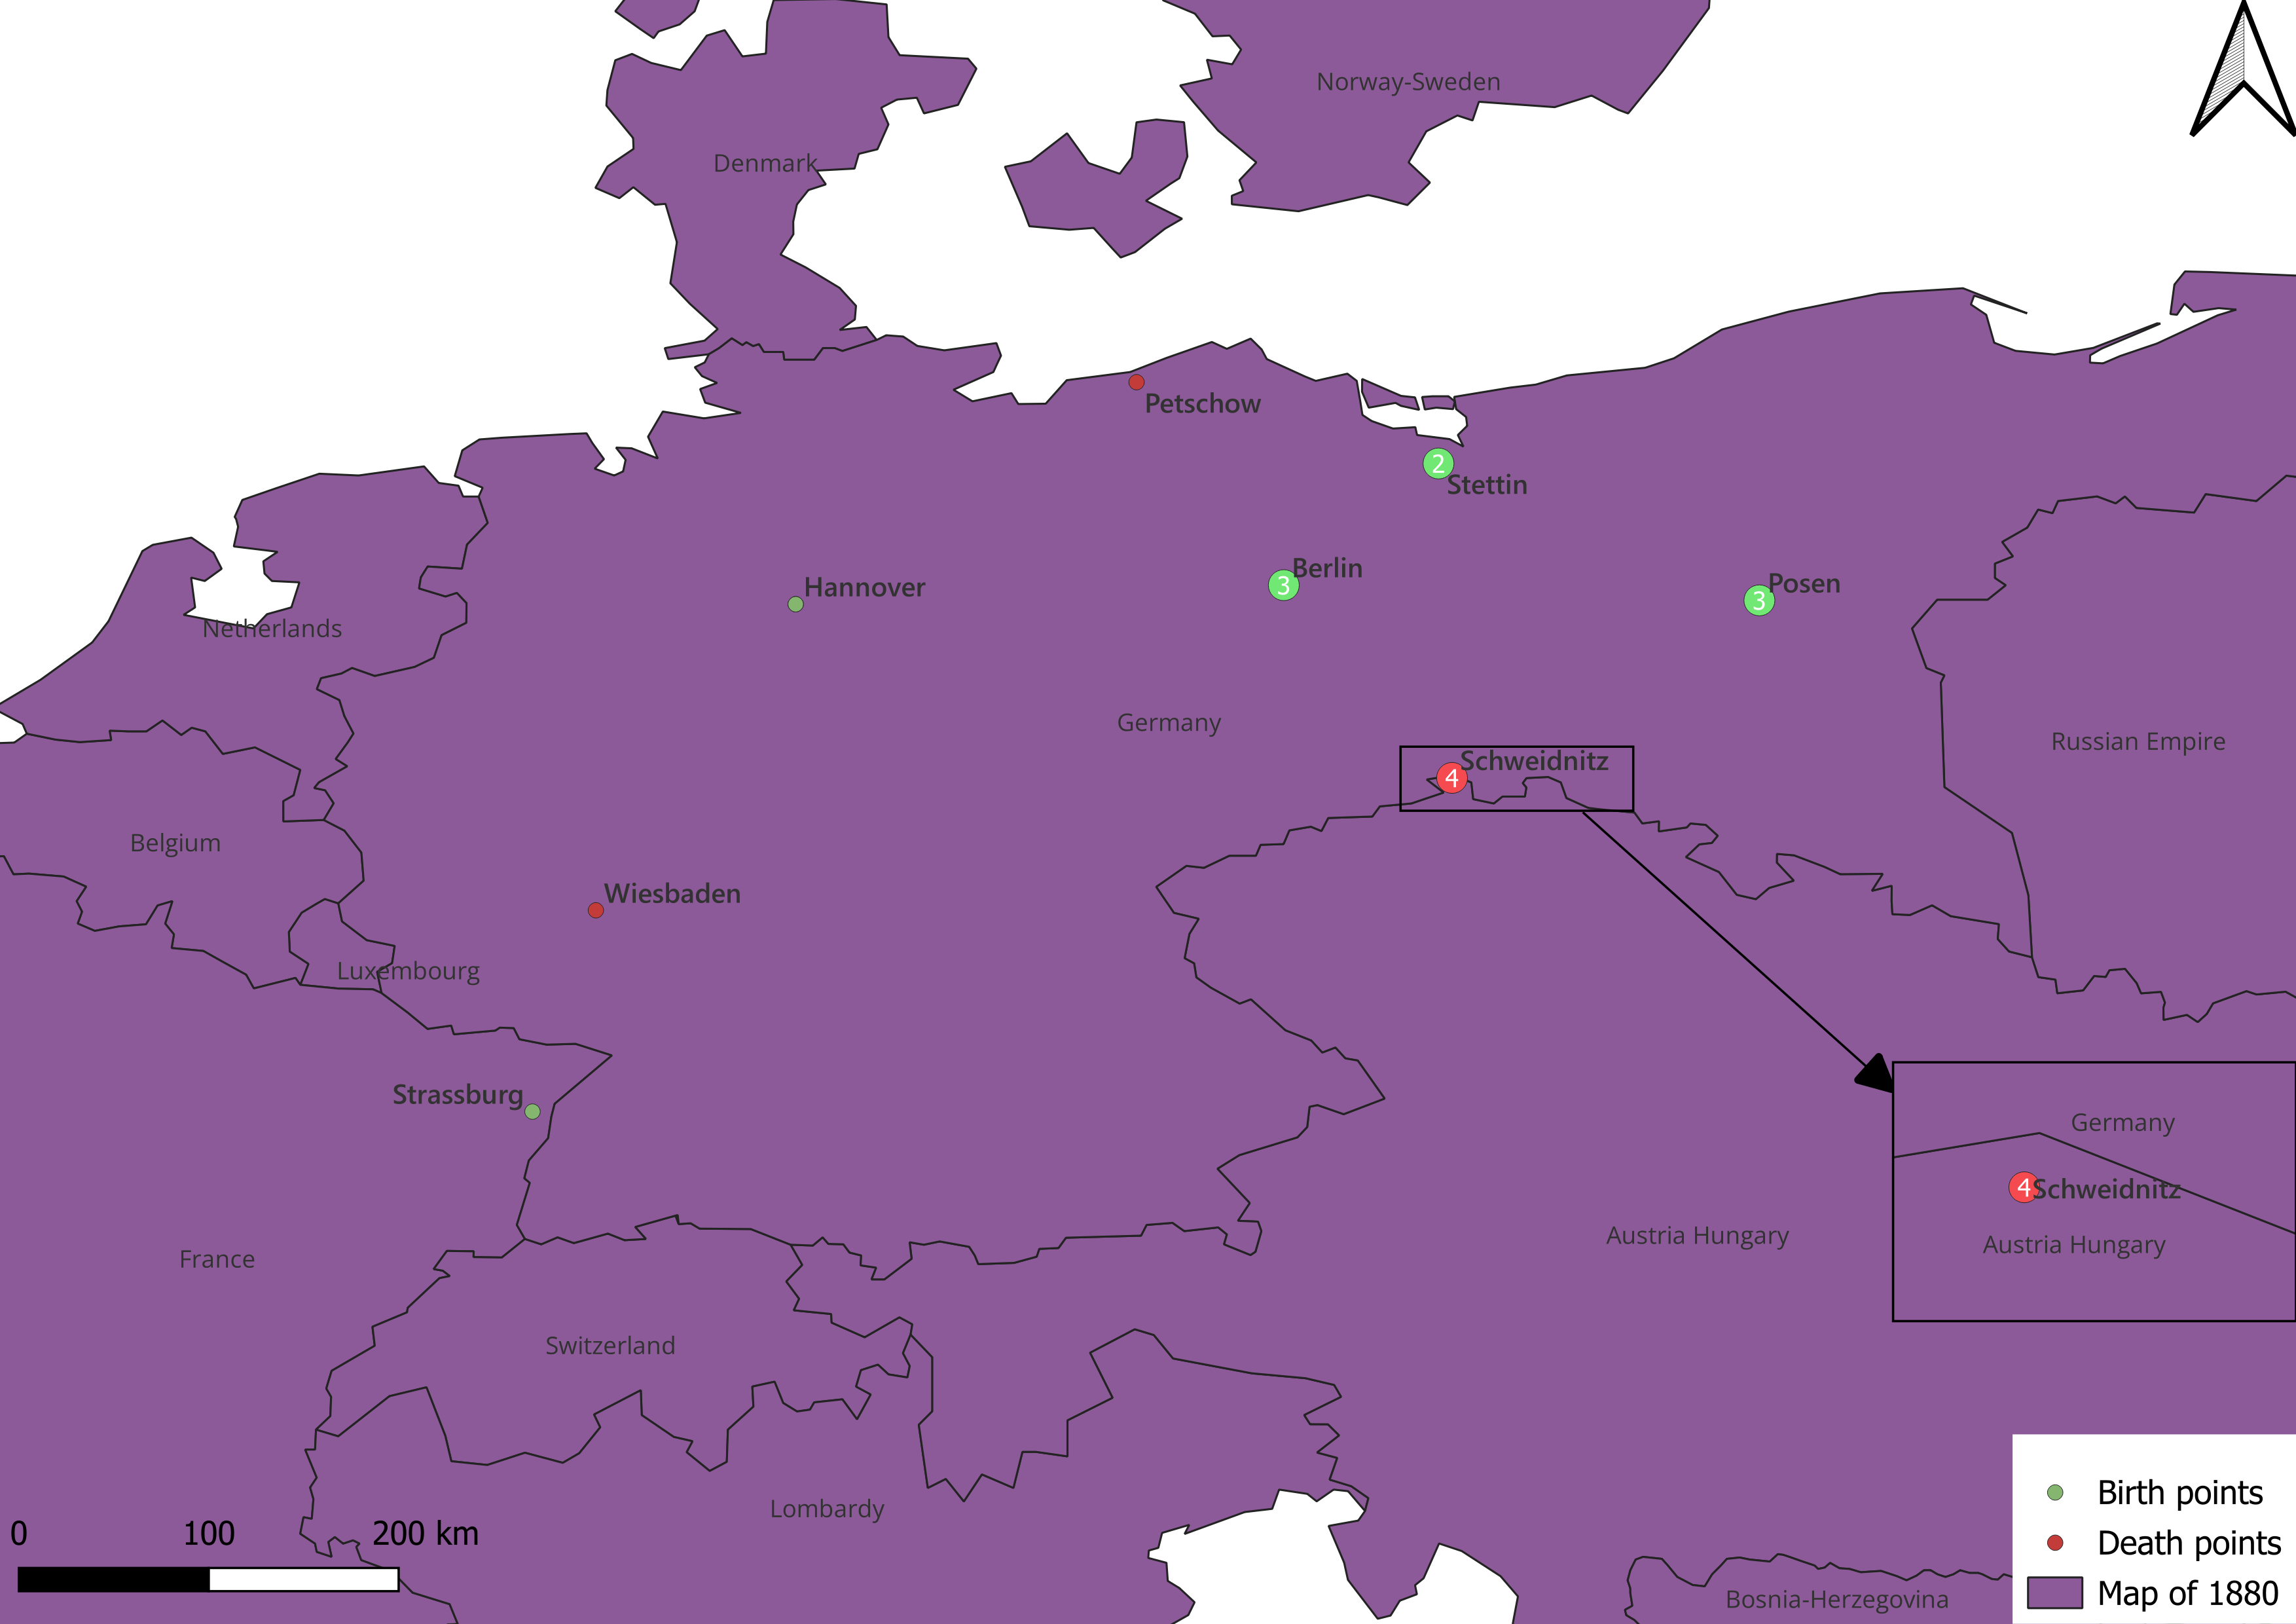 Norway-Sweden
Denmark
Petschow
2
Stettin
3
Berlin
Hannover
3
Posen
Netherlands
Germany
Russian Empire
4
Schweidnitz
Belgium
Wiesbaden
Luxembourg
Strassburg
Germany
4
Schweidnitz
Austria Hungary
Austria Hungary
France
Switzerland
Lombardy
Bosnia-Herzegovina
0 100 200 km
Birth points
Death points
Map of 1880